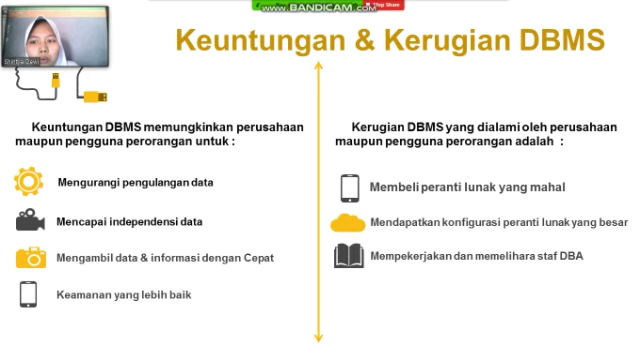 WWW.BANDICAM.COM
Stop Share
Keuntungan & Kerugian DBMS
Keuntungan DBMS memungkinkan perusahaan
maupun pengguna perorangan untuk :
Mengurangi pengulangan data
Mencapai independensi data
Mengambil data & informasi dengan Cepat
Keamanan yang lebih baik
Kerugian DBMS yang dialami oleh perusahaan
maupun pengguna perorangan adalah :
Membeli peranti lunak yang mahal
Mendapatkan konfigurasi peranti lunak yang besar
Mempekerjakan dan memelihara staf DBA